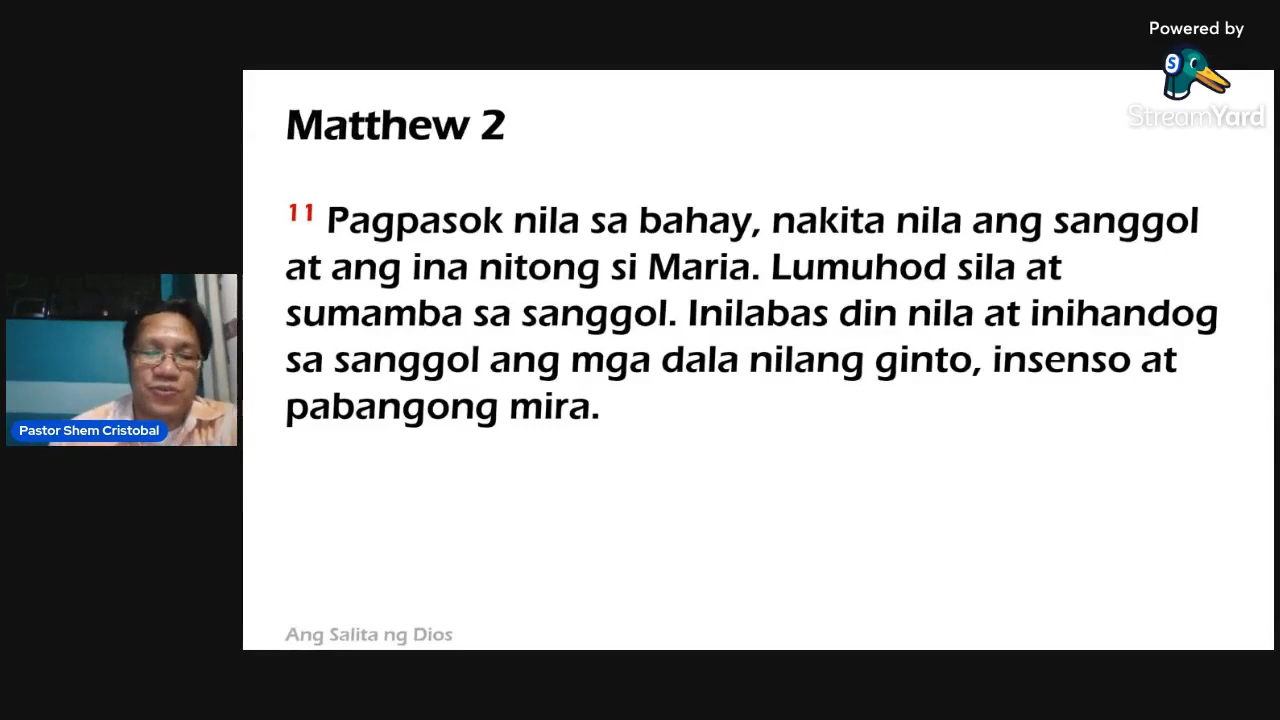 Powered by
StreamYard
Matthew 2
11 Pagpasok nila sa bahay, nakita nila ang sanggol
at ang ina nitong si Maria. Lumuhod sila at
sumamba sa sanggol. Inilabas din nila at inihandog
sa sanggol ang mga dala nilang ginto, insenso at
pabangong mira.
Pastor Shem Cristobal
Ang Salita ng Dios